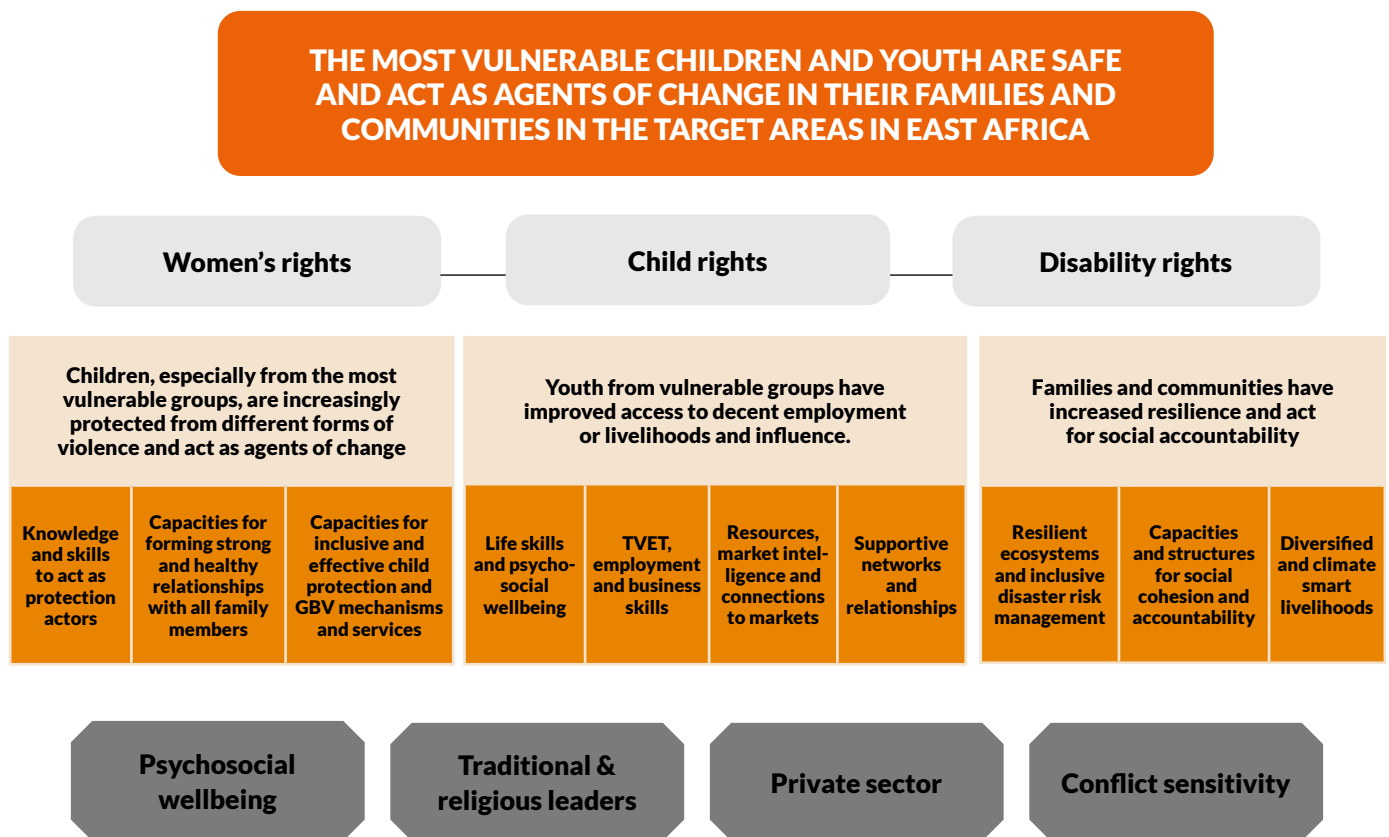 THE MOST VULNERABLE CHILDREN AND YOUTH ARE SAFE
AND ACT AS AGENTS OF CHANGE IN THEIR FAMILIES AND
COMMUNITIES IN THE TARGET AREAS IN EAST AFRICA
Women's rights
Child rights
Disability rights
Children, especially from the most
vulnerable groups, are increasingly
protected from different forms of
violence and act as agents of change
Youth from vulnerable groups have
improved access to decent employment
or livelihoods and influence.
Families and communities have
increased resilience and act
for social accountability
Knowledge
and skills
to act as
protection
actors
Capacities for
forming strong
and healthy
relationships
with all family
members
Capacities for
inclusive and
effective child
protection and
GBV mechanisms
and services
Life skills
and psycho-
social
wellbeing
TVET,
employment
and business
skills
Resources,
market intel-
ligence and
connections
to markets
Supportive
networks
and
relationships
Resilient
ecosystems
and inclusive
disaster risk
management
Capacities
and structures
for social
cohesion and
accountability
Diversified
and climate
smart
livelihoods
Psychosocial
wellbeing
Traditional &
religious leaders
Private sector
Conflict sensitivity